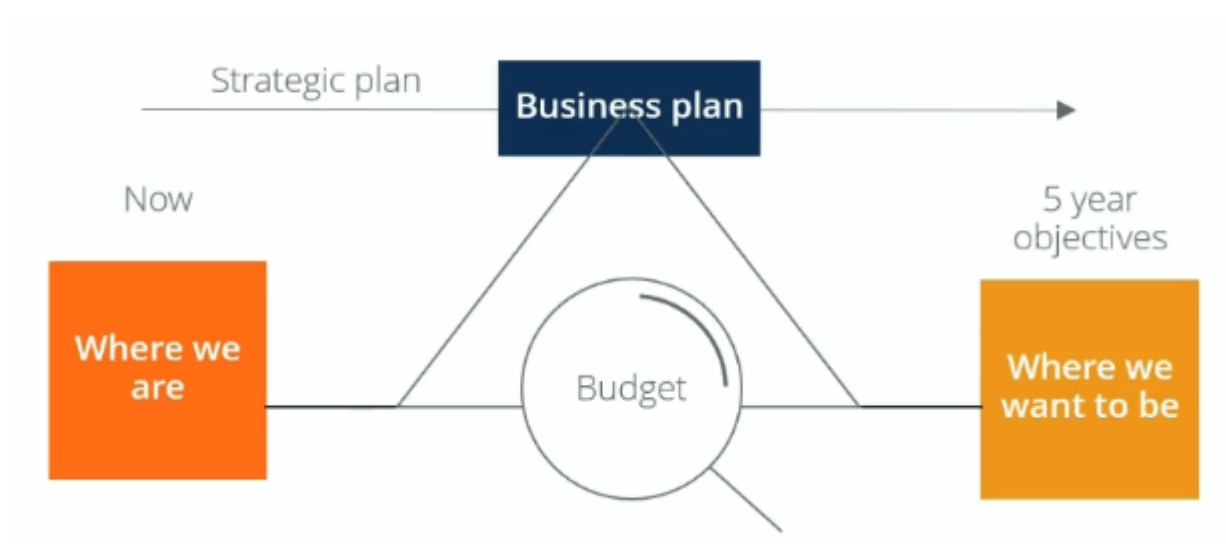 Strategic plan
Business plan
Now
5 year
objectives
Where we
are
Budget
Where we
want to be